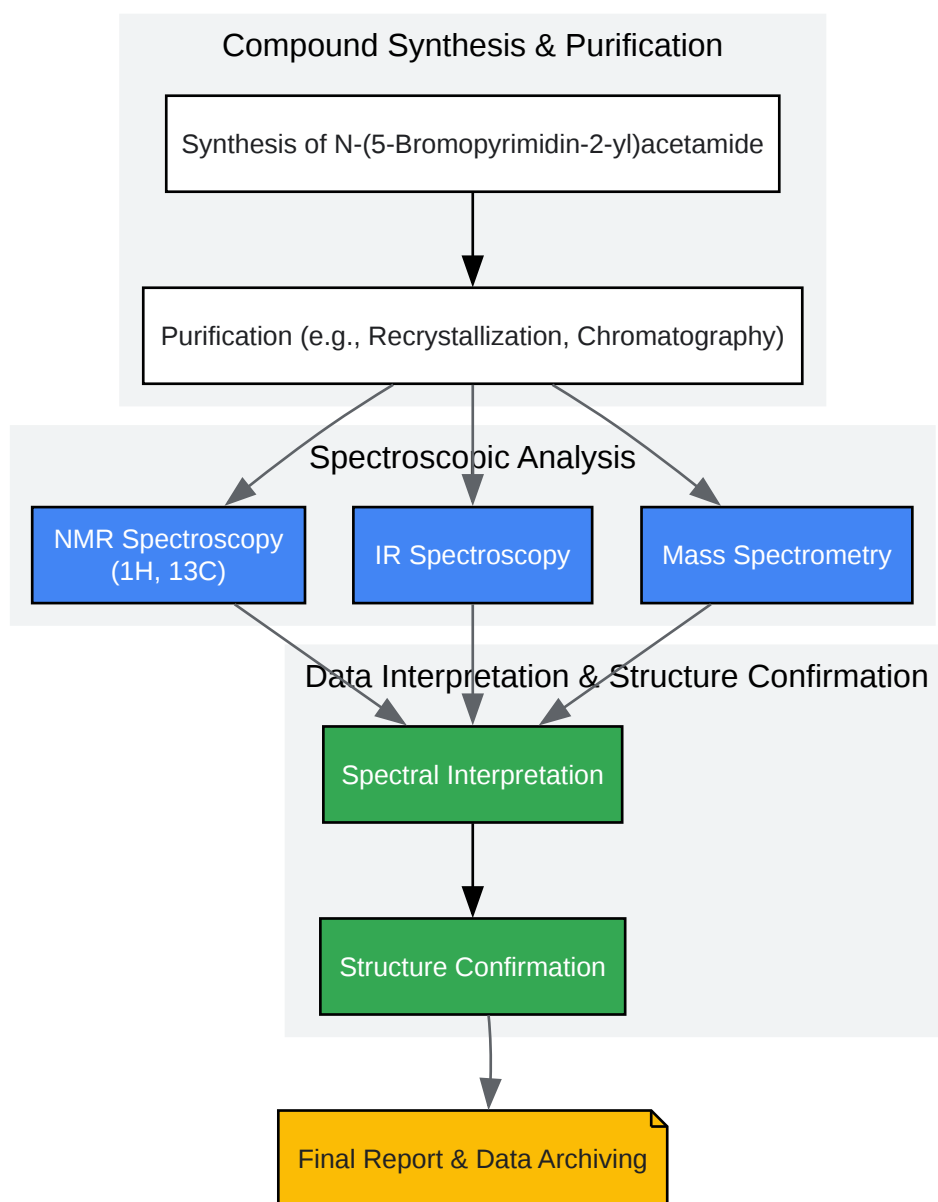 Compound Synthesis & Purification
Synthesis of N-(5-Bromopyrimidin-2-yl)acetamide
Purification (e.g., Recrystallization, Chromatography)
Spectroscopic Analysis
NMR Spectroscopy
(1H, 13C)
IR Spectroscopy
Mass Spectrometry
Data Interpretation & Structure Confirmation
Spectral Interpretation
Structure Confirmation
Final Report & Data Archiving